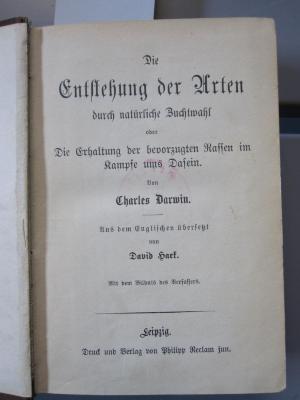 Die
Entstehung der Arten
durch natürliche Zuchtwahl
oder
Die Erhaltung der bevorzugten Rassen im
Kampfe ums Dasein.
Von
Charles Darwin.
Aus dem Englischen übersetzt
von
David Haek.
Mit dem Bildnis des Verfassers.
Leipzig.
Druck und Verlag von Philipp Reclam jun.